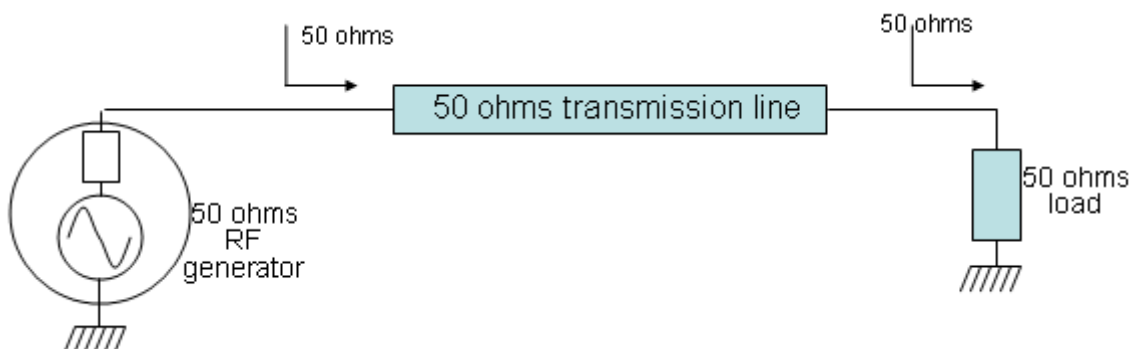 50 ohms
50 ohms
50 ohms transmission line
50 ohms
RF
generator
50 ohms
load